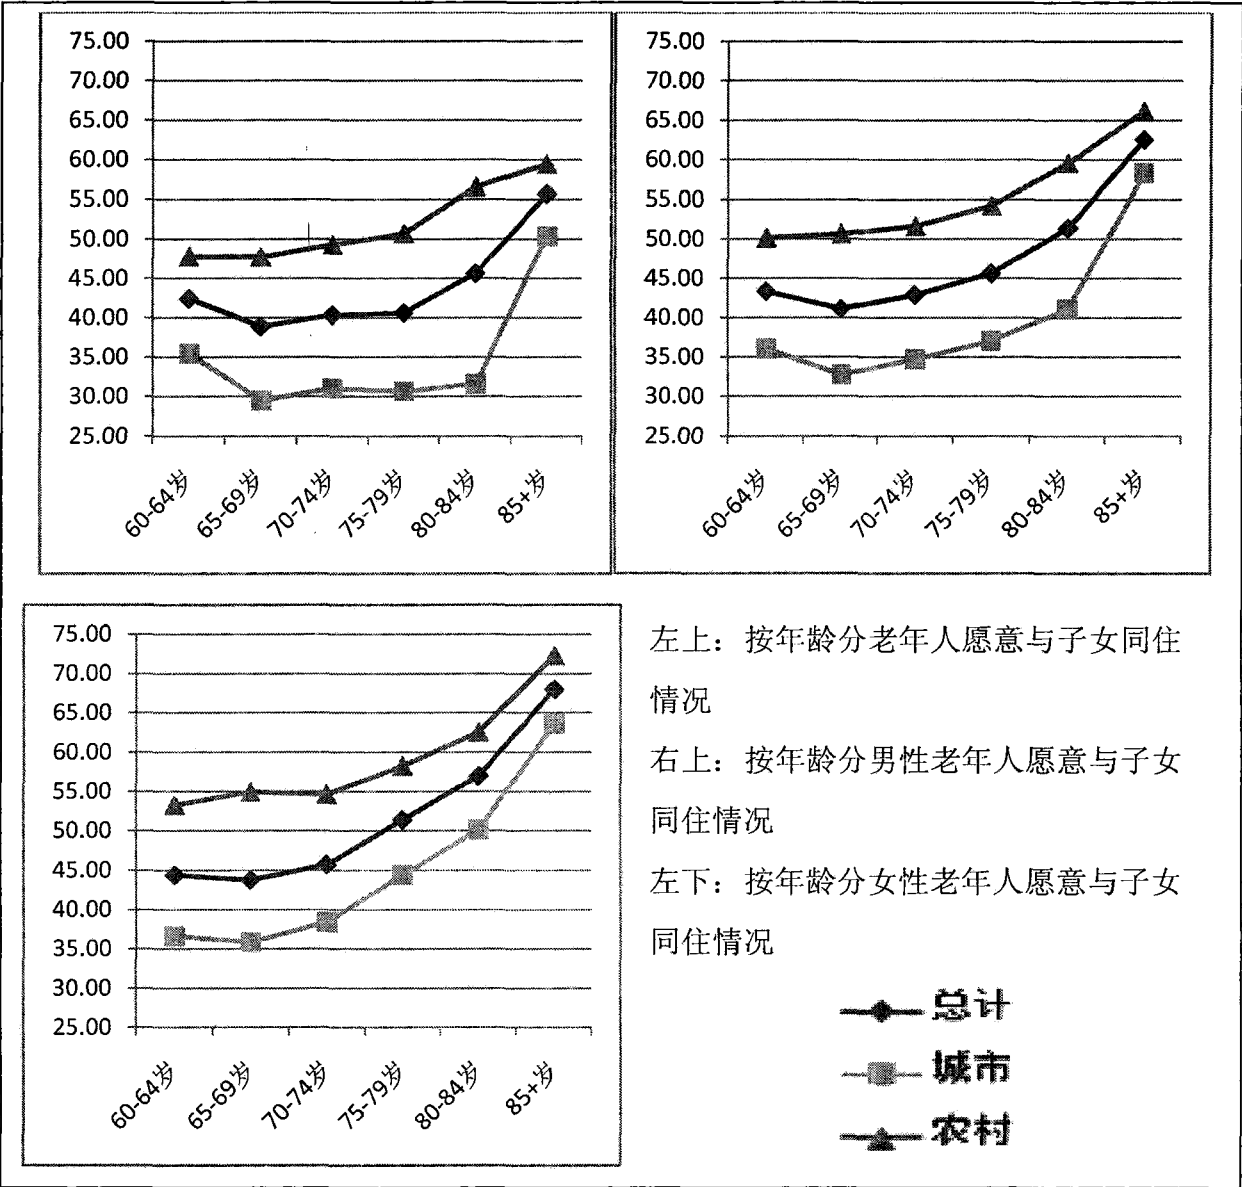 75.00
70.00
65.00
60.00
55.00
50.00
45.00
40.00
35.00
30.00
25.00
60-64岁
65-69岁
70-74岁
75-79岁
80-84岁
85+岁
75.00
70.00
65.00
60.00
55.00
50.00
45.00
40.00
35.00
30.00
25.00
60-64岁
65-69岁
70-74岁
75-79岁
80-84岁
85+岁
75.00
70.00
65.00
60.00
55.00
50.00
45.00
40.00
35.00
30.00
25.00
60-64岁
65-69岁
70-74岁
75-79岁
80-84岁
85+岁
左上：按年龄分老年人愿意与子女同住
情况
右上：按年龄分男性老年人愿意与子女
同住情况
左下：按年龄分女性老年人愿意与子女
同住情况
总计
城市
农村